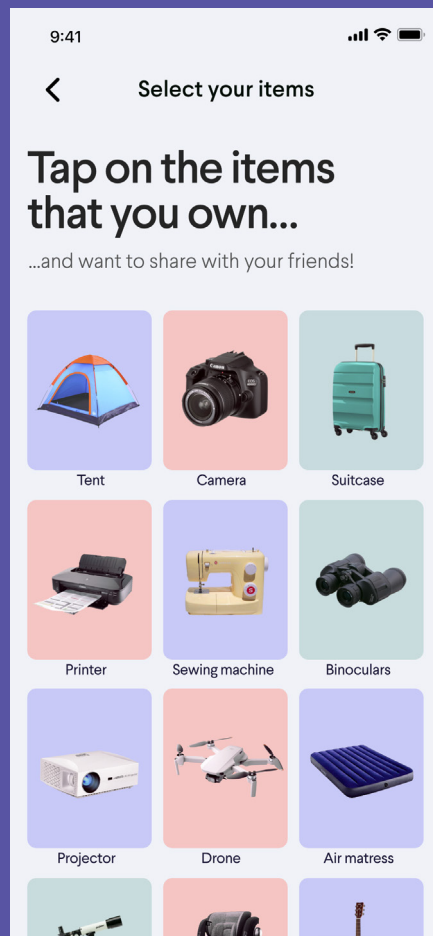 9:41
Select your items
Tap on the items
that you own...
...and want to share with your friends!
Canon
Tent
Camera
Suitcase
Printer
Sewing machine
Binoculars
Projector
Drone
Air matress